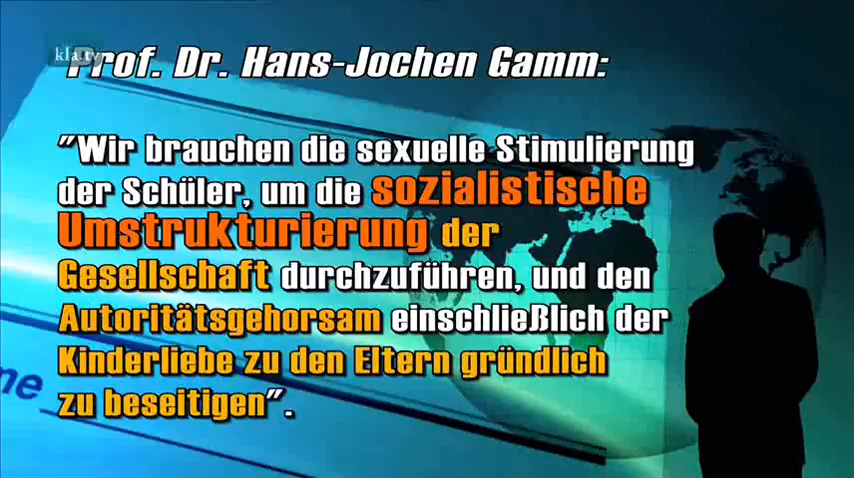 kla.tv
Prof. Dr. Hans-Jochen Gamm:
"Wir brauchen die sexuelle Stimulierung
der Schüler, um die sozialistische
Umstrukturierung der
Gesellschaft durchzuführen, und den
Autoritätsgehorsam einschließlich der
Kinderliebe zu den Eltern gründlich
zu beseitigen".
me